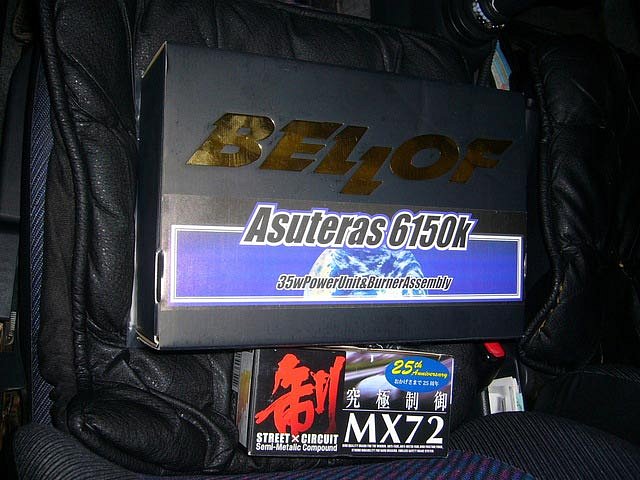 BELLOF
Asuteras 6150k
35wPowerUnit&BurnerAssembly
制
25th
Anniversary
おかげさまで25周年
究極制御
STREET×CIRCUIT
Semi-Metallic Compound
MX72